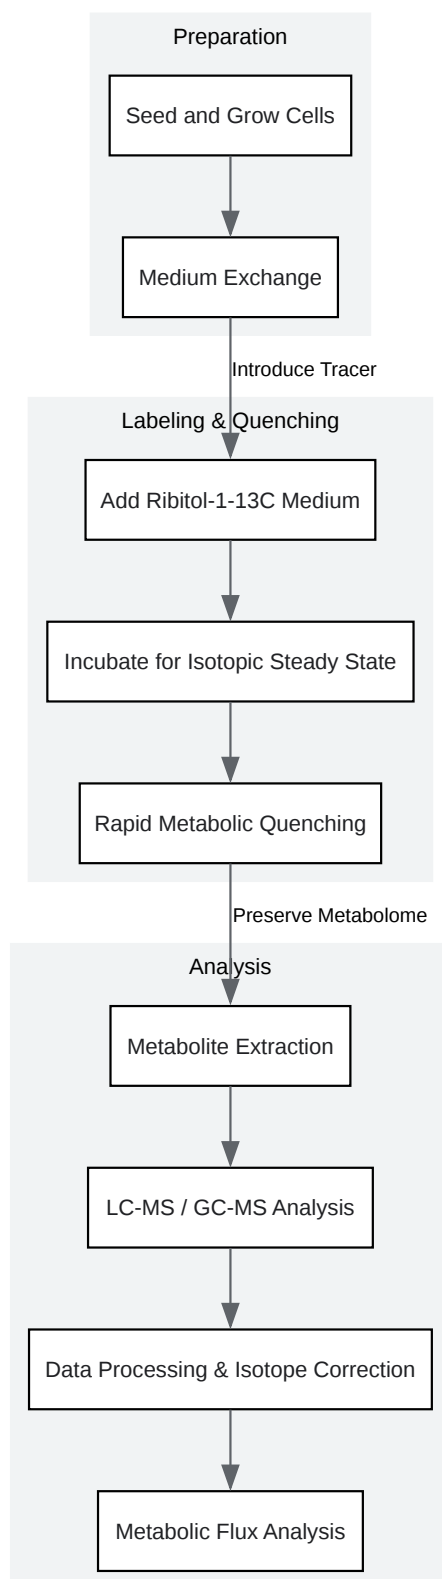 Preparation
Seed and Grow Cells
Medium Exchange
Introduce Tracer
Labeling & Quenching
Add Ribitol-1-13C Medium
Incubate for Isotopic Steady State
Rapid Metabolic Quenching
Preserve Metabolome
Analysis
Metabolite Extraction
LC-MS / GC-MS Analysis
Data Processing & Isotope Correction
Metabolic Flux Analysis